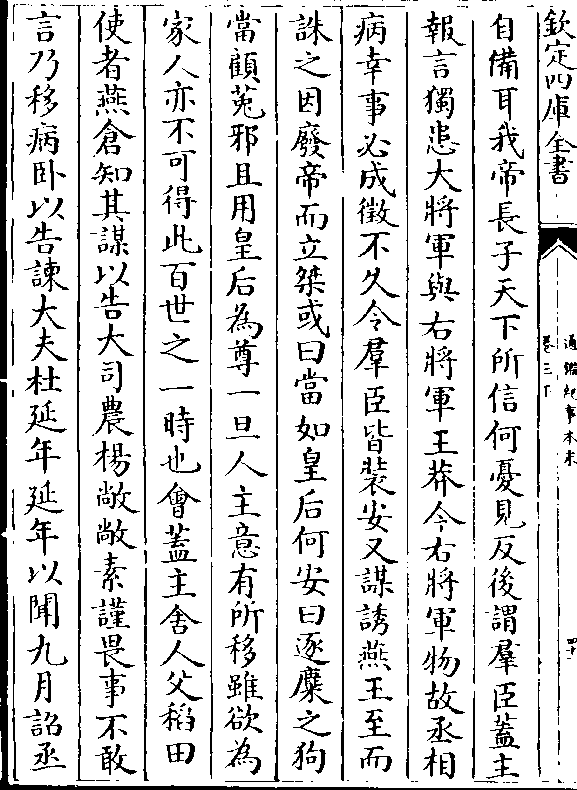 欽定四庫全書
通鑑紀事本末
卷三下
四十
自備耳我帝長子天下所信何憂見反後謂羣臣蓋主
報言獨患大將軍與右將軍王莽今右將軍物故丞相
病幸事必成徵不久令羣臣皆裝安又謀誘燕王至而
誅之因廢帝而立桀或曰當如皇后何安曰逐麋之狗
當顧菟邪且用皇后為尊一旦人主意有所移雖欲為
家人亦不可得此百世之一時也會蓋主舍人父稻田
使者燕倉知其謀以告大司農楊敞敞素謹畏事不敢
言乃移病卧以告諫大夫杜延年延年以聞九月詔丞